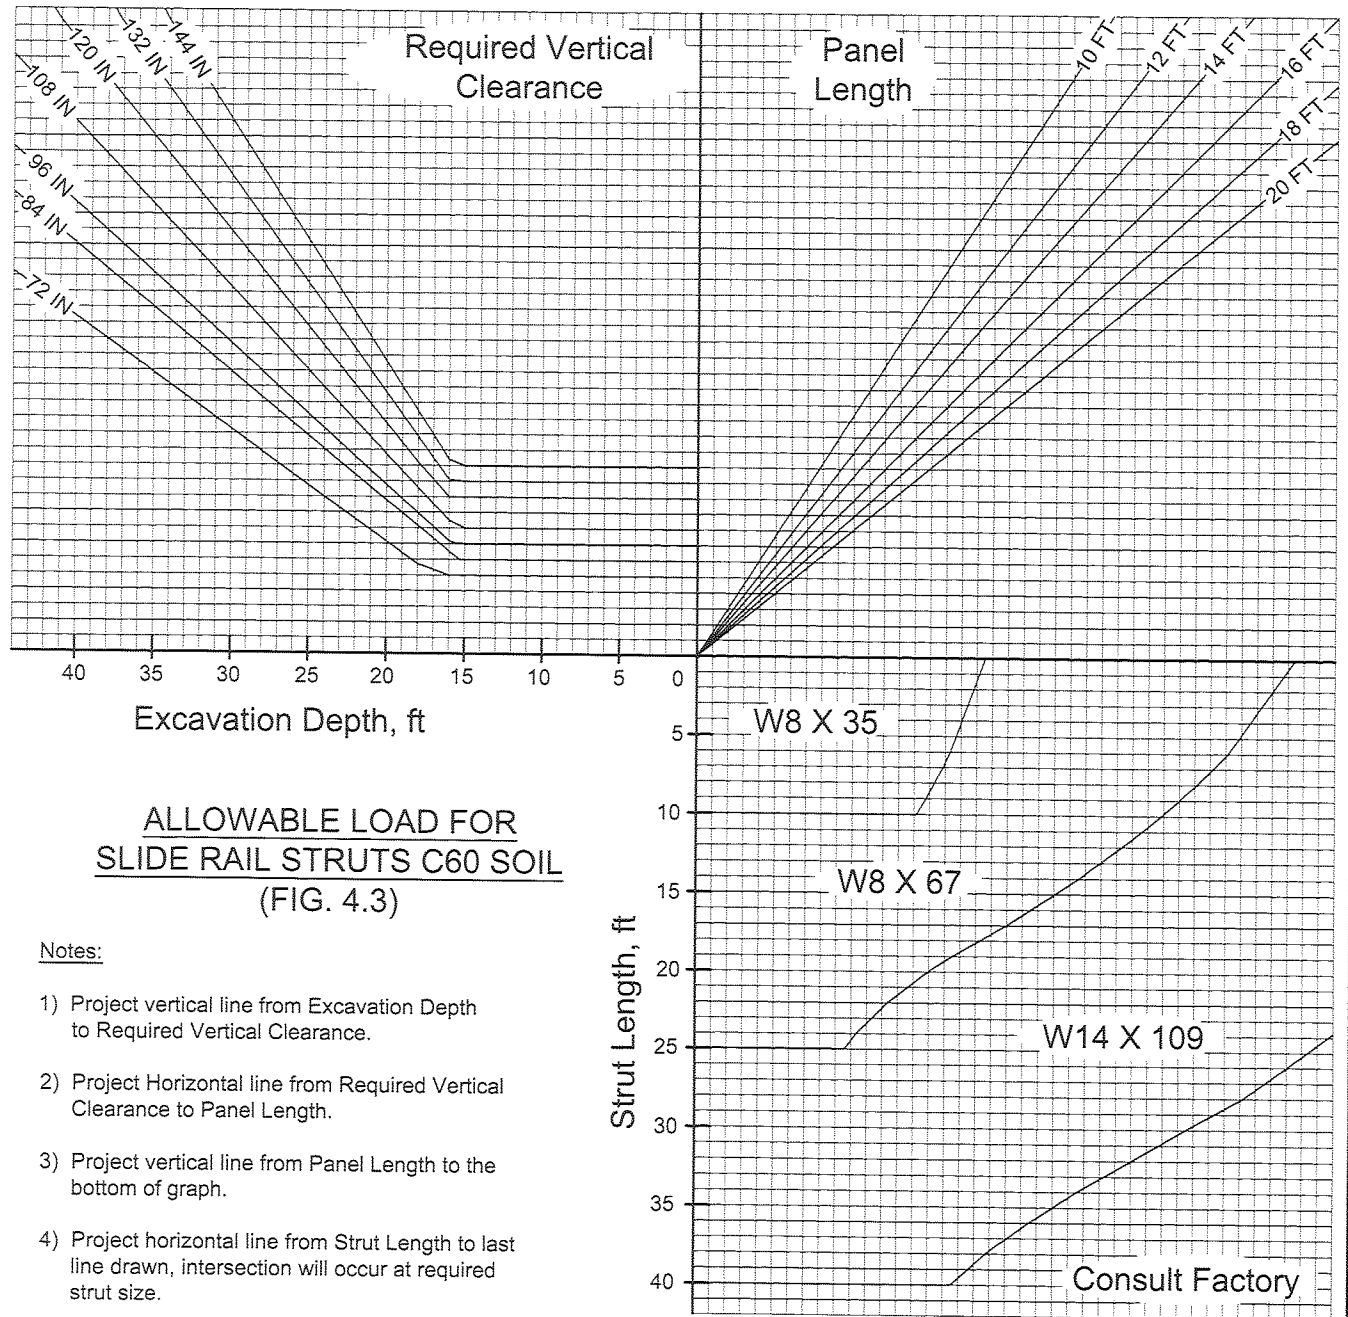 Required Vertical
Clearance
Panel
Length
144 IN
132 IN
120 IN
108 IN
96 IN
84 IN
72 IN
10 FT
12 FT
14 FT
16 FT
18 FT
20 FT
40 35 30 25 20 15 10 5 0
Excavation Depth, ft
ALLOWABLE LOAD FOR
SLIDE RAIL STRUTS C60 SOIL
(FIG. 4.3)
Notes:
1) Project vertical line from Excavation Depth
to Required Vertical Clearance.
2) Project Horizontal line from Required Vertical
Clearance to Panel Length.
3) Project vertical line from Panel Length to the
bottom of graph.
4) Project horizontal line from Strut Length to last
line drawn, intersection will occur at required
strut size.
Strut Length, ft
5
10
15
20
25
30
35
40
W8 X 35
W8 X 67
W14 X 109
Consult Factory